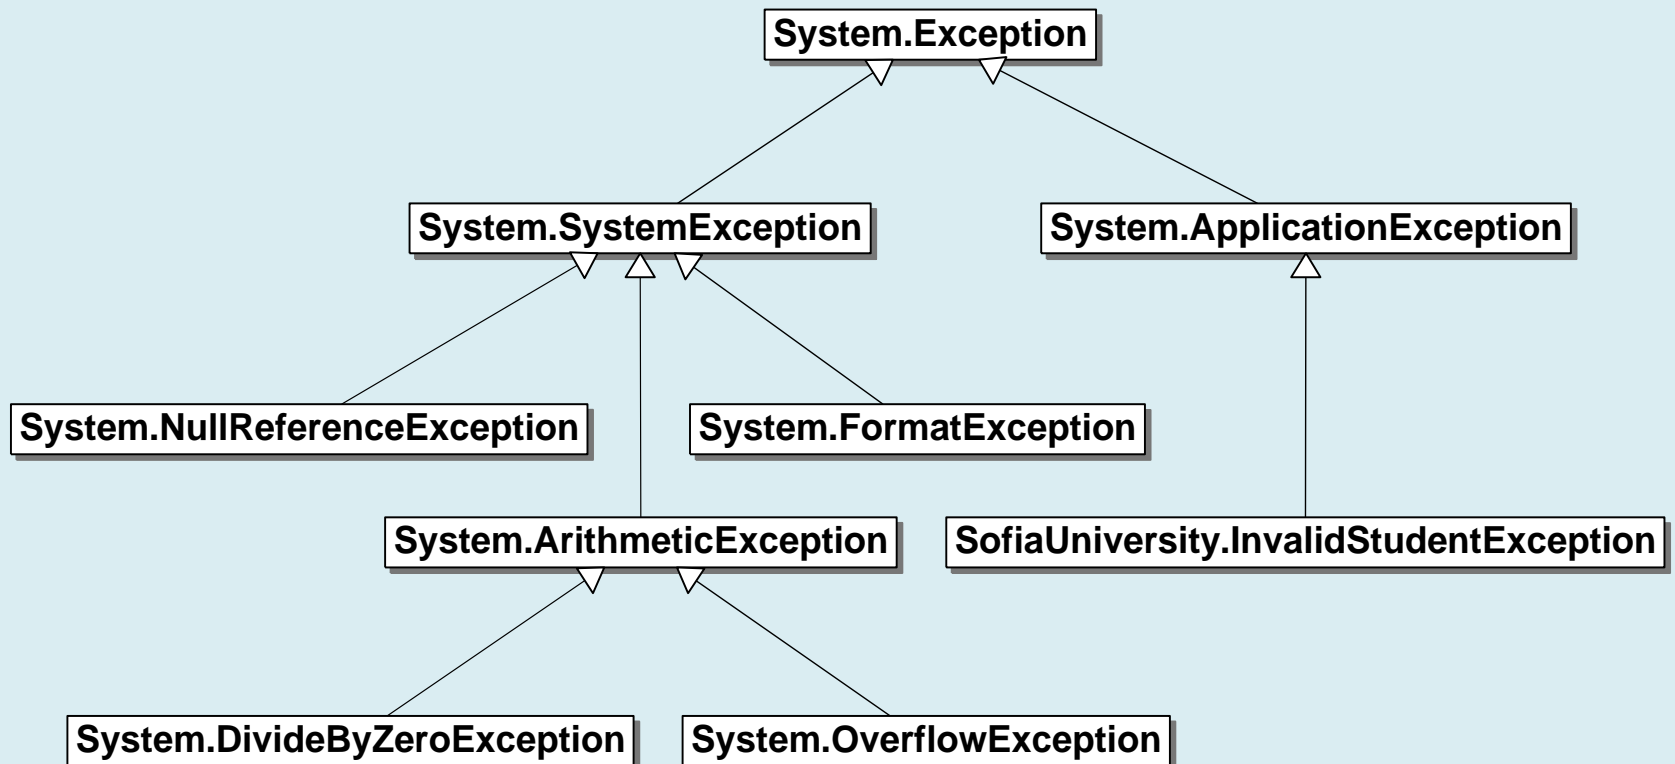 System.Exception
System.SystemException
System.ApplicationException
System.NullReferenceException
System.FormatException
System.ArithmeticException
SofiaUniversity.InvalidStudentException
System.DivideByZeroException
System.OverflowException